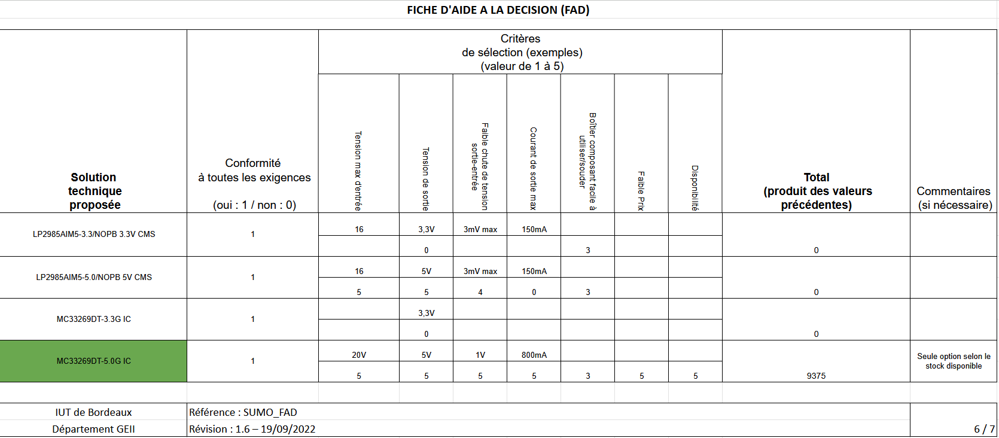 FICHE D'AIDE A LA DECISION (FAD)
Solution
technique
proposée
Conformité
à toutes les exigences
(oui : 1 / non : 0)
Critères
de sélection (exemples)
(valeur de 1 à 5)
Tension max d'entrée
Tension de sortie
Faible chute de tension
sortie-entrée
Courant de sortie max
Boîtier composant facile à
utiliser/souder
Faible Prix
Disponibilité
Total
(produit des valeurs
précédentes)
Commentaires
(si nécessaire)
LP2985AIM5-3.3/NOPB 3.3V CMS
1
16 3,3V 3mV max 150mA
0 3 0
LP2985AIM5-5.0/NOPB 5V CMS
1
16 5V 3mV max 150mA
5 5 4 0 3 0
MC33269DT-3.3G IC
1
3,3V
0 0
MC33269DT-5.0G IC
1
20V 5V 1V 800mA
5 5 5 5 3 5 5 9375
Seule option selon le
stock disponible
IUT de Bordeaux
Référence : SUMO_FAD
Département GEII
Révision : 1.6 – 19/09/2022
6 / 7